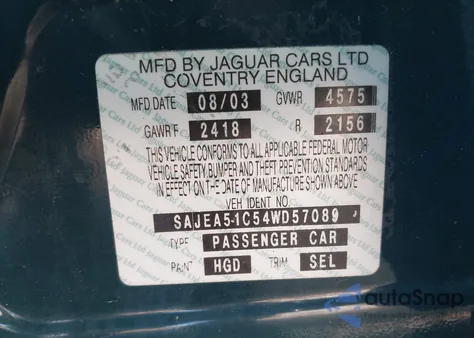 MFD BY JAGUAR CARS LTD
COVENTRY ENGLAND
MFD DATE 08/03 GVWR 4575
GAWR F 2418 R 2156
THIS VEHICLE CONFORMS TO ALL APPLICABLE FEDERAL MOTOR
VEHICLE SAFETY, BUMPER AND THEFT PREVENTION STANDARDS
IN EFFECT ON THE DATE OF MANUFACTURE SHOWN ABOVE
VEH IDENT NO.
SAJEA51C54WD57089
TYPE PASSENGER CAR
PAINT HGD TRIM SEL
autoSnap